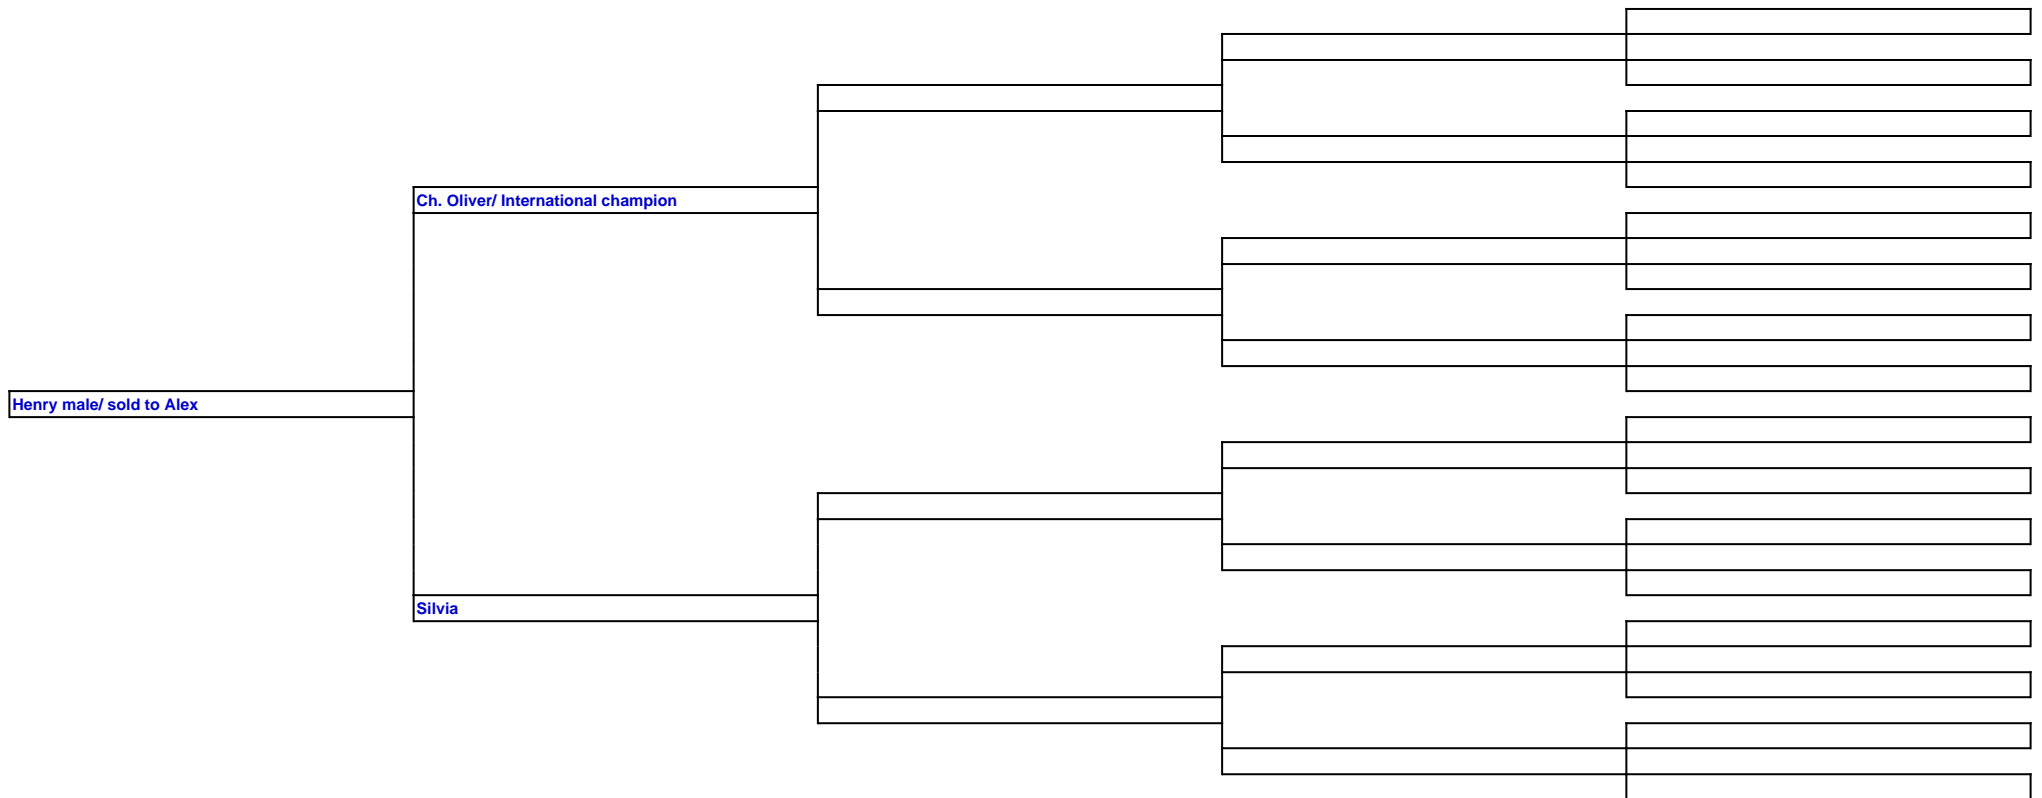 Ch. Oliver/ International champion
Henry male/ sold to Alex
Silvia